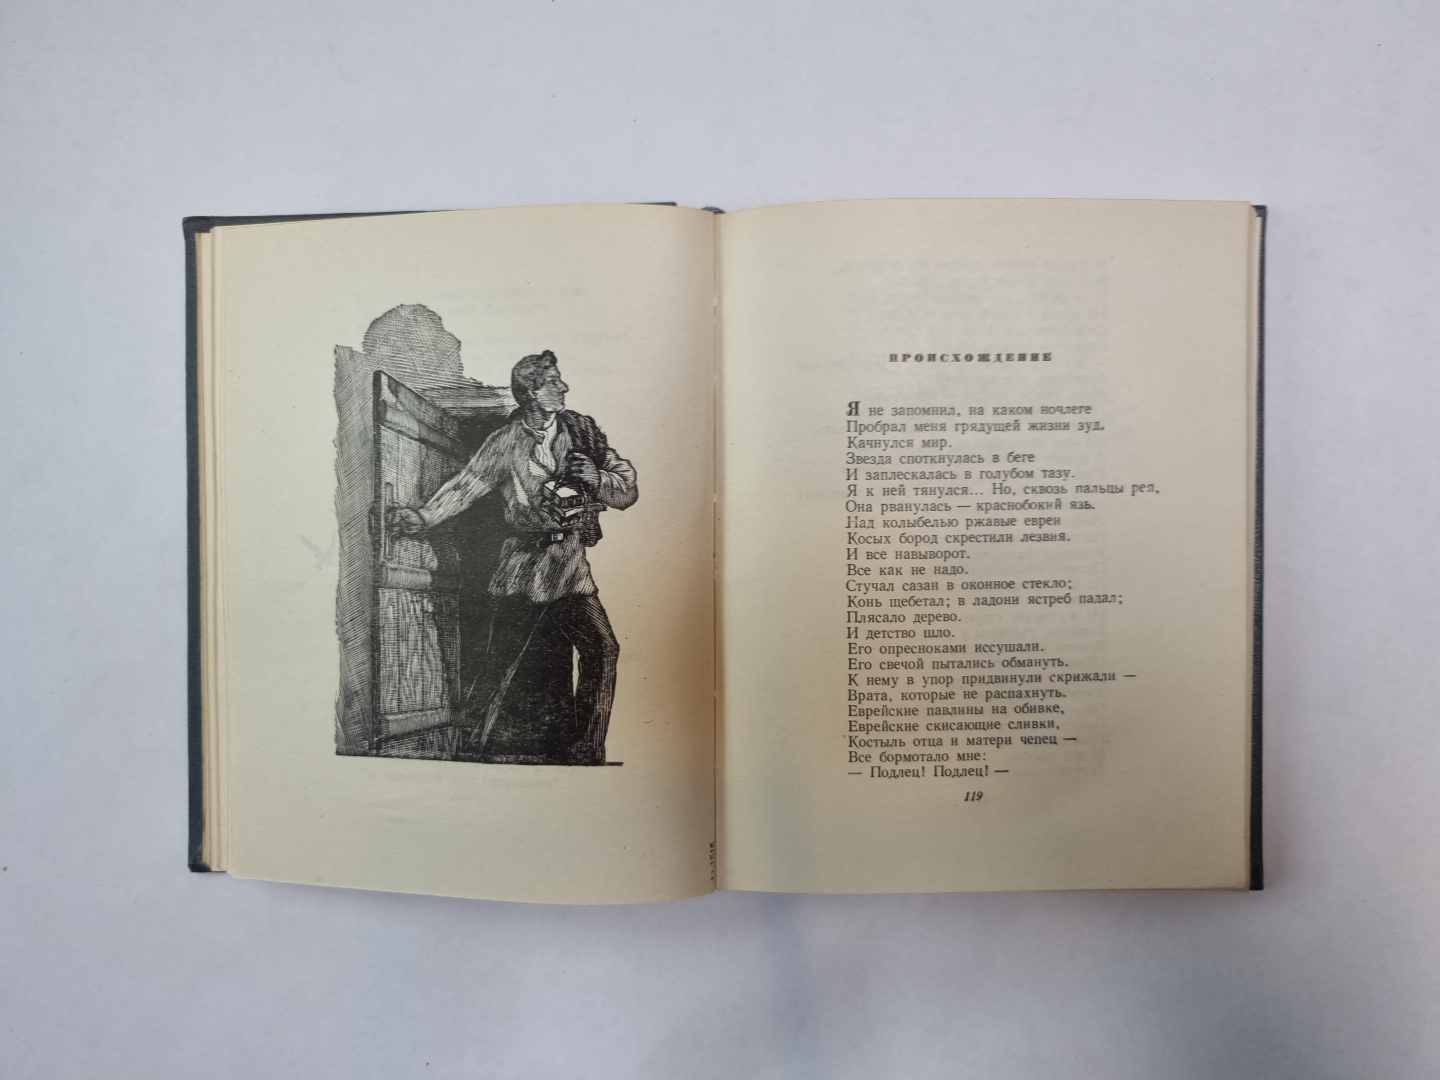 ПРОИСХОЖДЕНИЕ
Я не запомнил, на каком ночлеге
Пробрал меня грядущей жизни зуд.
Качнулся мир.
Звезда споткнулась в беге
И заплескалась в голубом тазу.
Я к ней тянулся... Но, сквозь пальцы рея,
Она рванулась — краснобокий язь.
Над колыбелью ржавые евреи
Косых бород скрестили лезвия.
И все навыворот.
Все как не надо.
Стучал сазан в оконное стекло;
Конь щебетал; в ладони ястреб падал;
Плясало дерево.
И детство шло.
Его опресноками иссушали.
Его свечой пытались обмануть.
К нему в упор придвинули скрижали —
Врата, которые не распахнуть.
Еврейские павлины на обивке,
Еврейские скисающие сливки,
Костыль отца и матери чепец —
Все бормотало мне:
— Подлец! Подлец! —
119